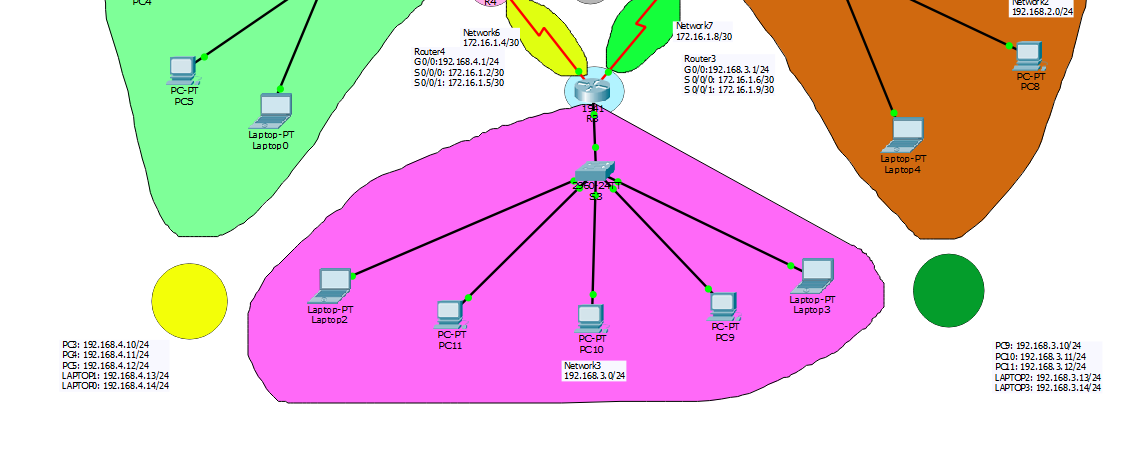 PC4
R4
Network2
192.168.2.0/24
Network6
172.16.1.4/30
Network7
172.16.1.8/30
Router4
G0/0:192.168.4.1/24
S0/0/0: 172.16.1.2/30
S0/0/1: 172.16.1.5/30
Router3
G0/0:192.168.3.1/24
S0/0/0: 172.16.1.6/30
S0/0/1: 172.16.1.9/30
PC-PT
PC5
PC-PT
PC8
1941
R3
Laptop-PT
Laptop0
Laptop-PT
Laptop4
2960-24TT
S3
Laptop-PT
Laptop2
PC-PT
PC11
PC-PT
PC10
PC-PT
PC9
Laptop-PT
Laptop3
Network3
192.168.3.0/24
PC3: 192.168.4.10/24
PC4: 192.168.4.11/24
PC5: 192.168.4.12/24
LAPTOP1: 192.168.4.13/24
LAPTOP0: 192.168.4.14/24
PC9: 192.168.3.10/24
PC10: 192.168.3.11/24
PC11: 192.168.3.12/24
LAPTOP2: 192.168.3.13/24
LAPTOP3: 192.168.3.14/24